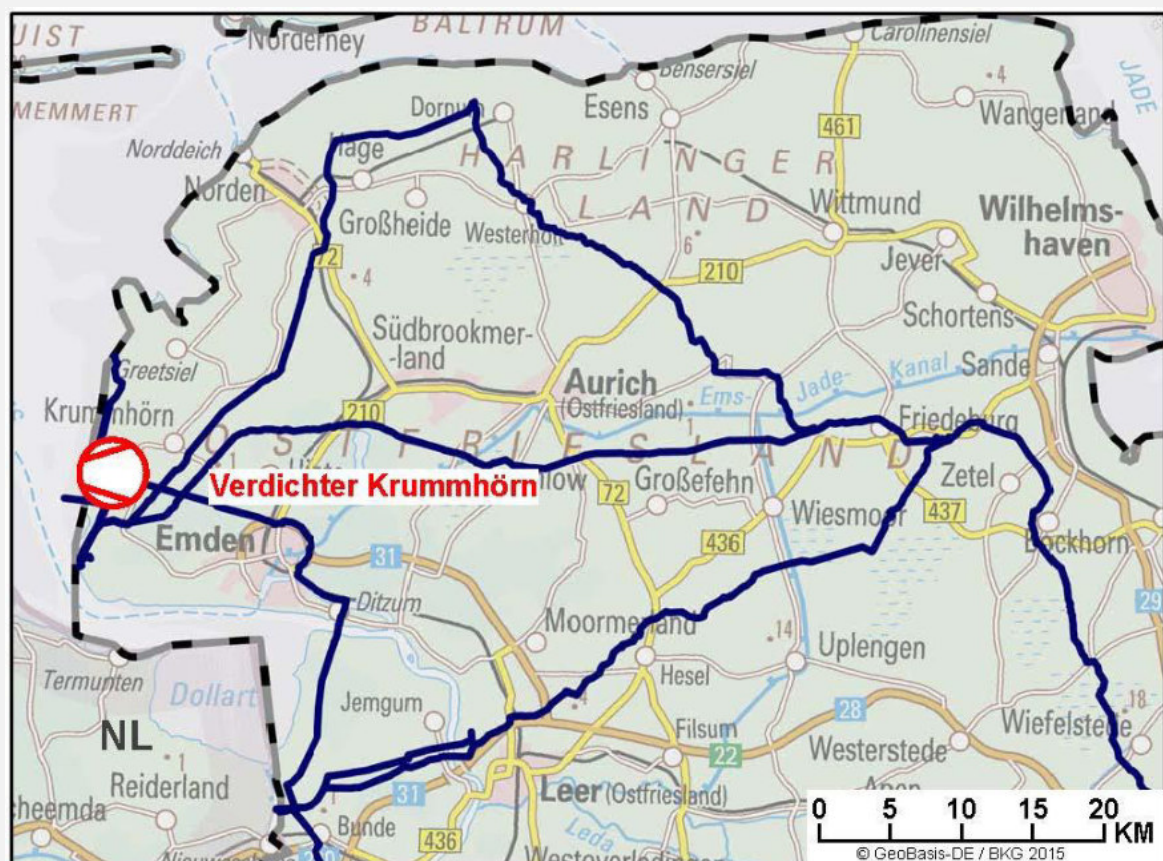 UIST
Norderney
BALTRUM
Carolinensiel
MEMMERT
Bensersiel
4
JADE
Dornum
Esens
Wangerland
461
Norddeich
Hage
HARLINGER
Norden
LAND
Wittmund
Wilhelms-
haven
Großheide
Westerholt
6
72
4
210
Jever
Südbrookmer-
-land
Schortens
Greetsiel
Kanal
Sande
Aurich
(Ostfriesland)
1
Ems-
Jade-
Krummhörn
210
Friedeburg
OSTFRIESLAND
1
Verdichter Krummhörn
Großefehn
Zetel
72
Wiesmoor
437
Emden
31
436
Bockhorn
29
Ditzum
Moormerland
14
Uplengen
Termunten
Dollart
Hesel
18
Jemgum
28
Wiefelstede
NL
Filsum
Westerstede
22
1
Reiderland
31
Leer (Ostfriesland)
cheemda
Bunde
436
Leda
0 5 10 15 20
KM
© GeoBasis-DE / BKG 2015